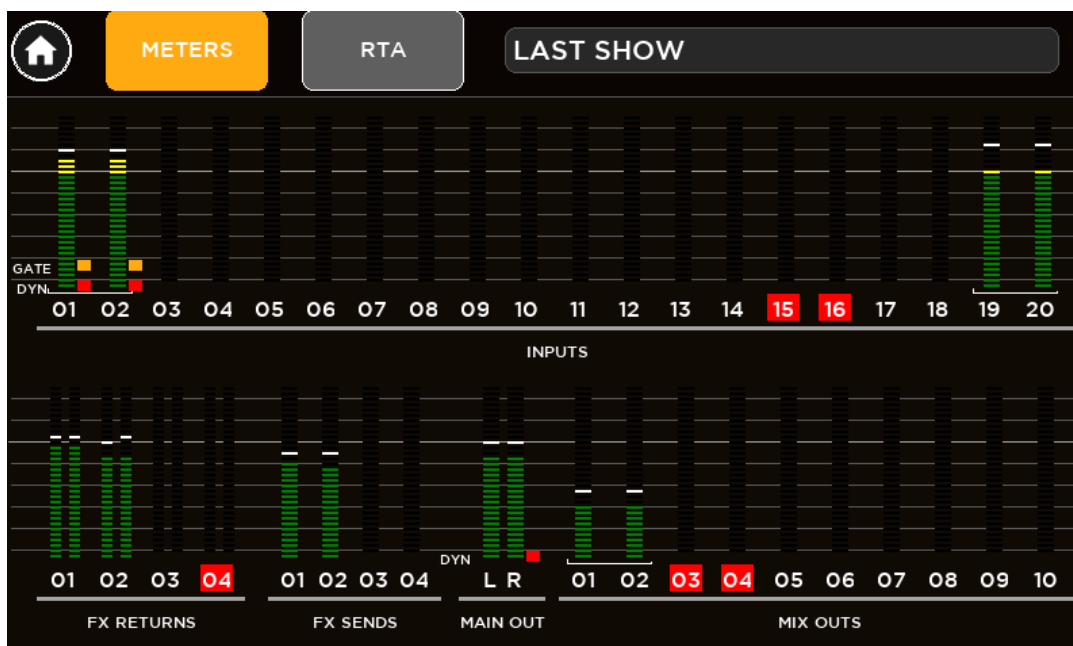 METERS RTA LAST SHOW
GATE
DYN
01 02 03 04 05 06 07 08 09 10 11 12 13 14 15 16 17 18 19 20
INPUTS
DYN
01 02 03 04 01 02 03 04 L R 01 02 03 04 05 06 07 08 09 10
FX RETURNS FX SENDS MAIN OUT MIX OUTS